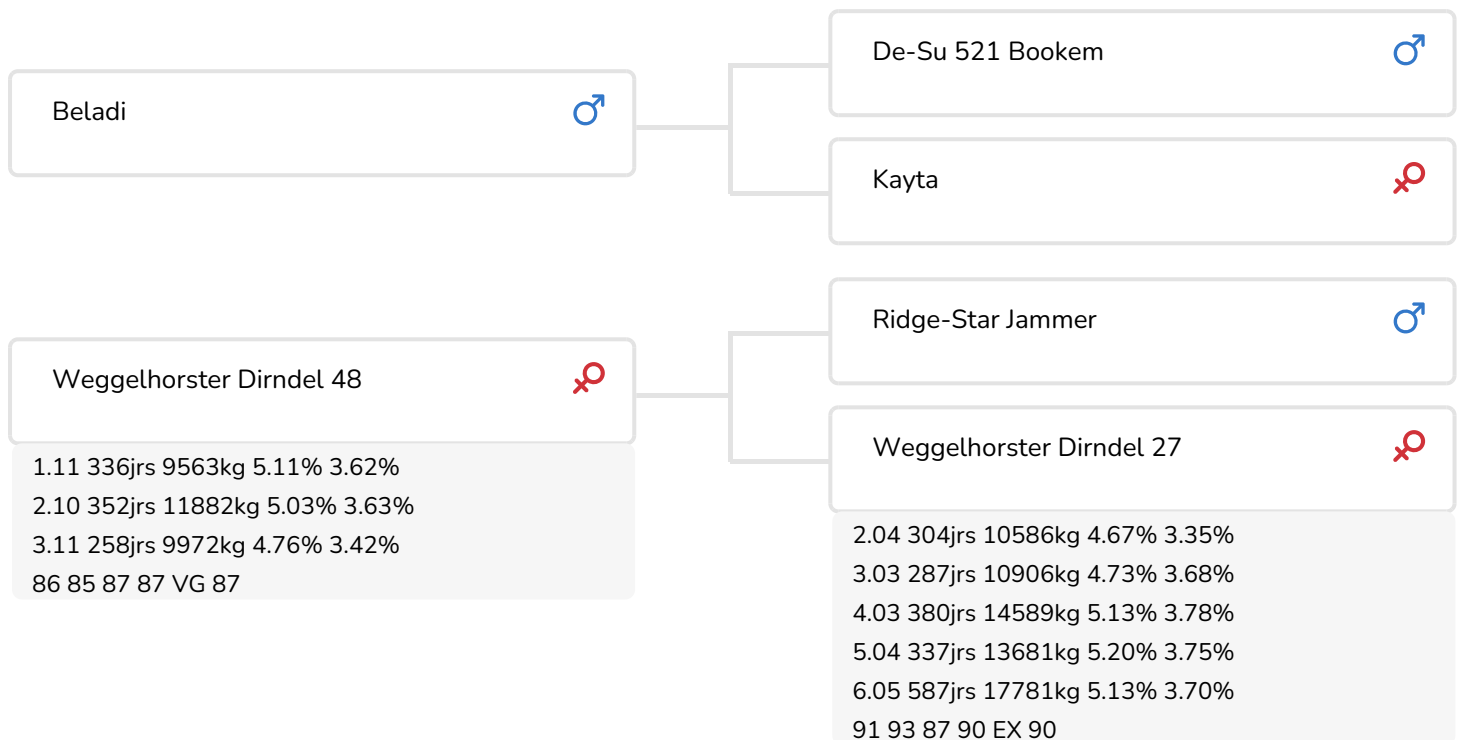 Beladi
De-Su 521 Bookem
Kayta
Weggelhorster Dirndel 48
1.11 336jrs 9563kg 5.11% 3.62%
2.10 352jrs 11882kg 5.03% 3.63%
3.11 258jrs 9972kg 4.76% 3.42%
86 85 87 87 VG 87
Ridge-Star Jammer
Weggelhorster Dirndel 27
2.04 304jrs 10586kg 4.67% 3.35%
3.03 287jrs 10906kg 4.73% 3.68%
4.03 380jrs 14589kg 5.13% 3.78%
5.04 337jrs 13681kg 5.20% 3.75%
6.05 587jrs 17781kg 5.13% 3.70%
91 93 87 90 EX 90